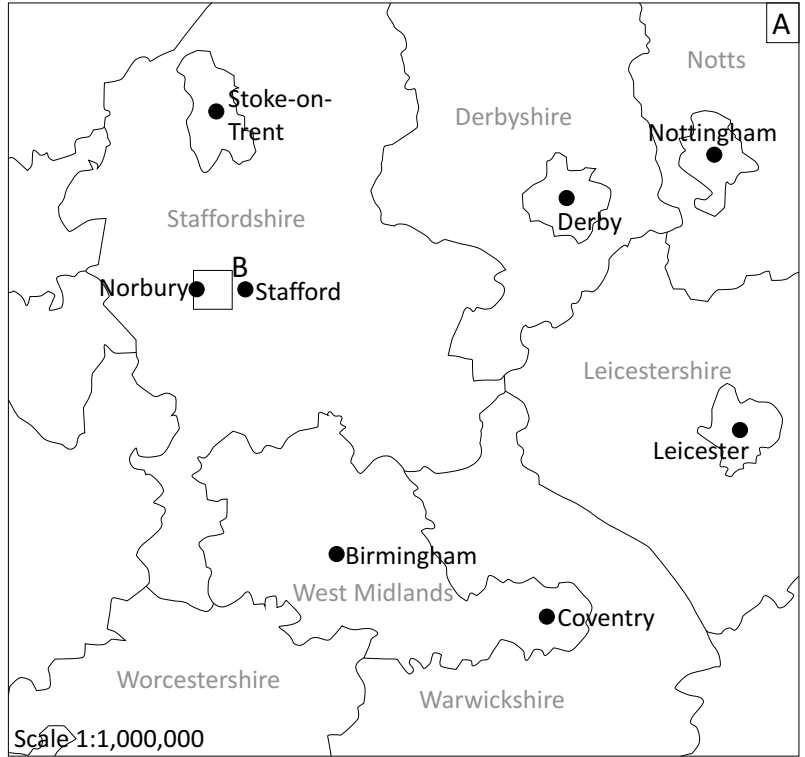 A
Notts
Stoke-on-
Trent
Derbyshire
Nottingham
Staffordshire
Derby
B
Norbury
Stafford
Leicestershire
Leicester
Birmingham
West Midlands
Coventry
Worcestershire
Warwickshire
Scale 1:1,000,000